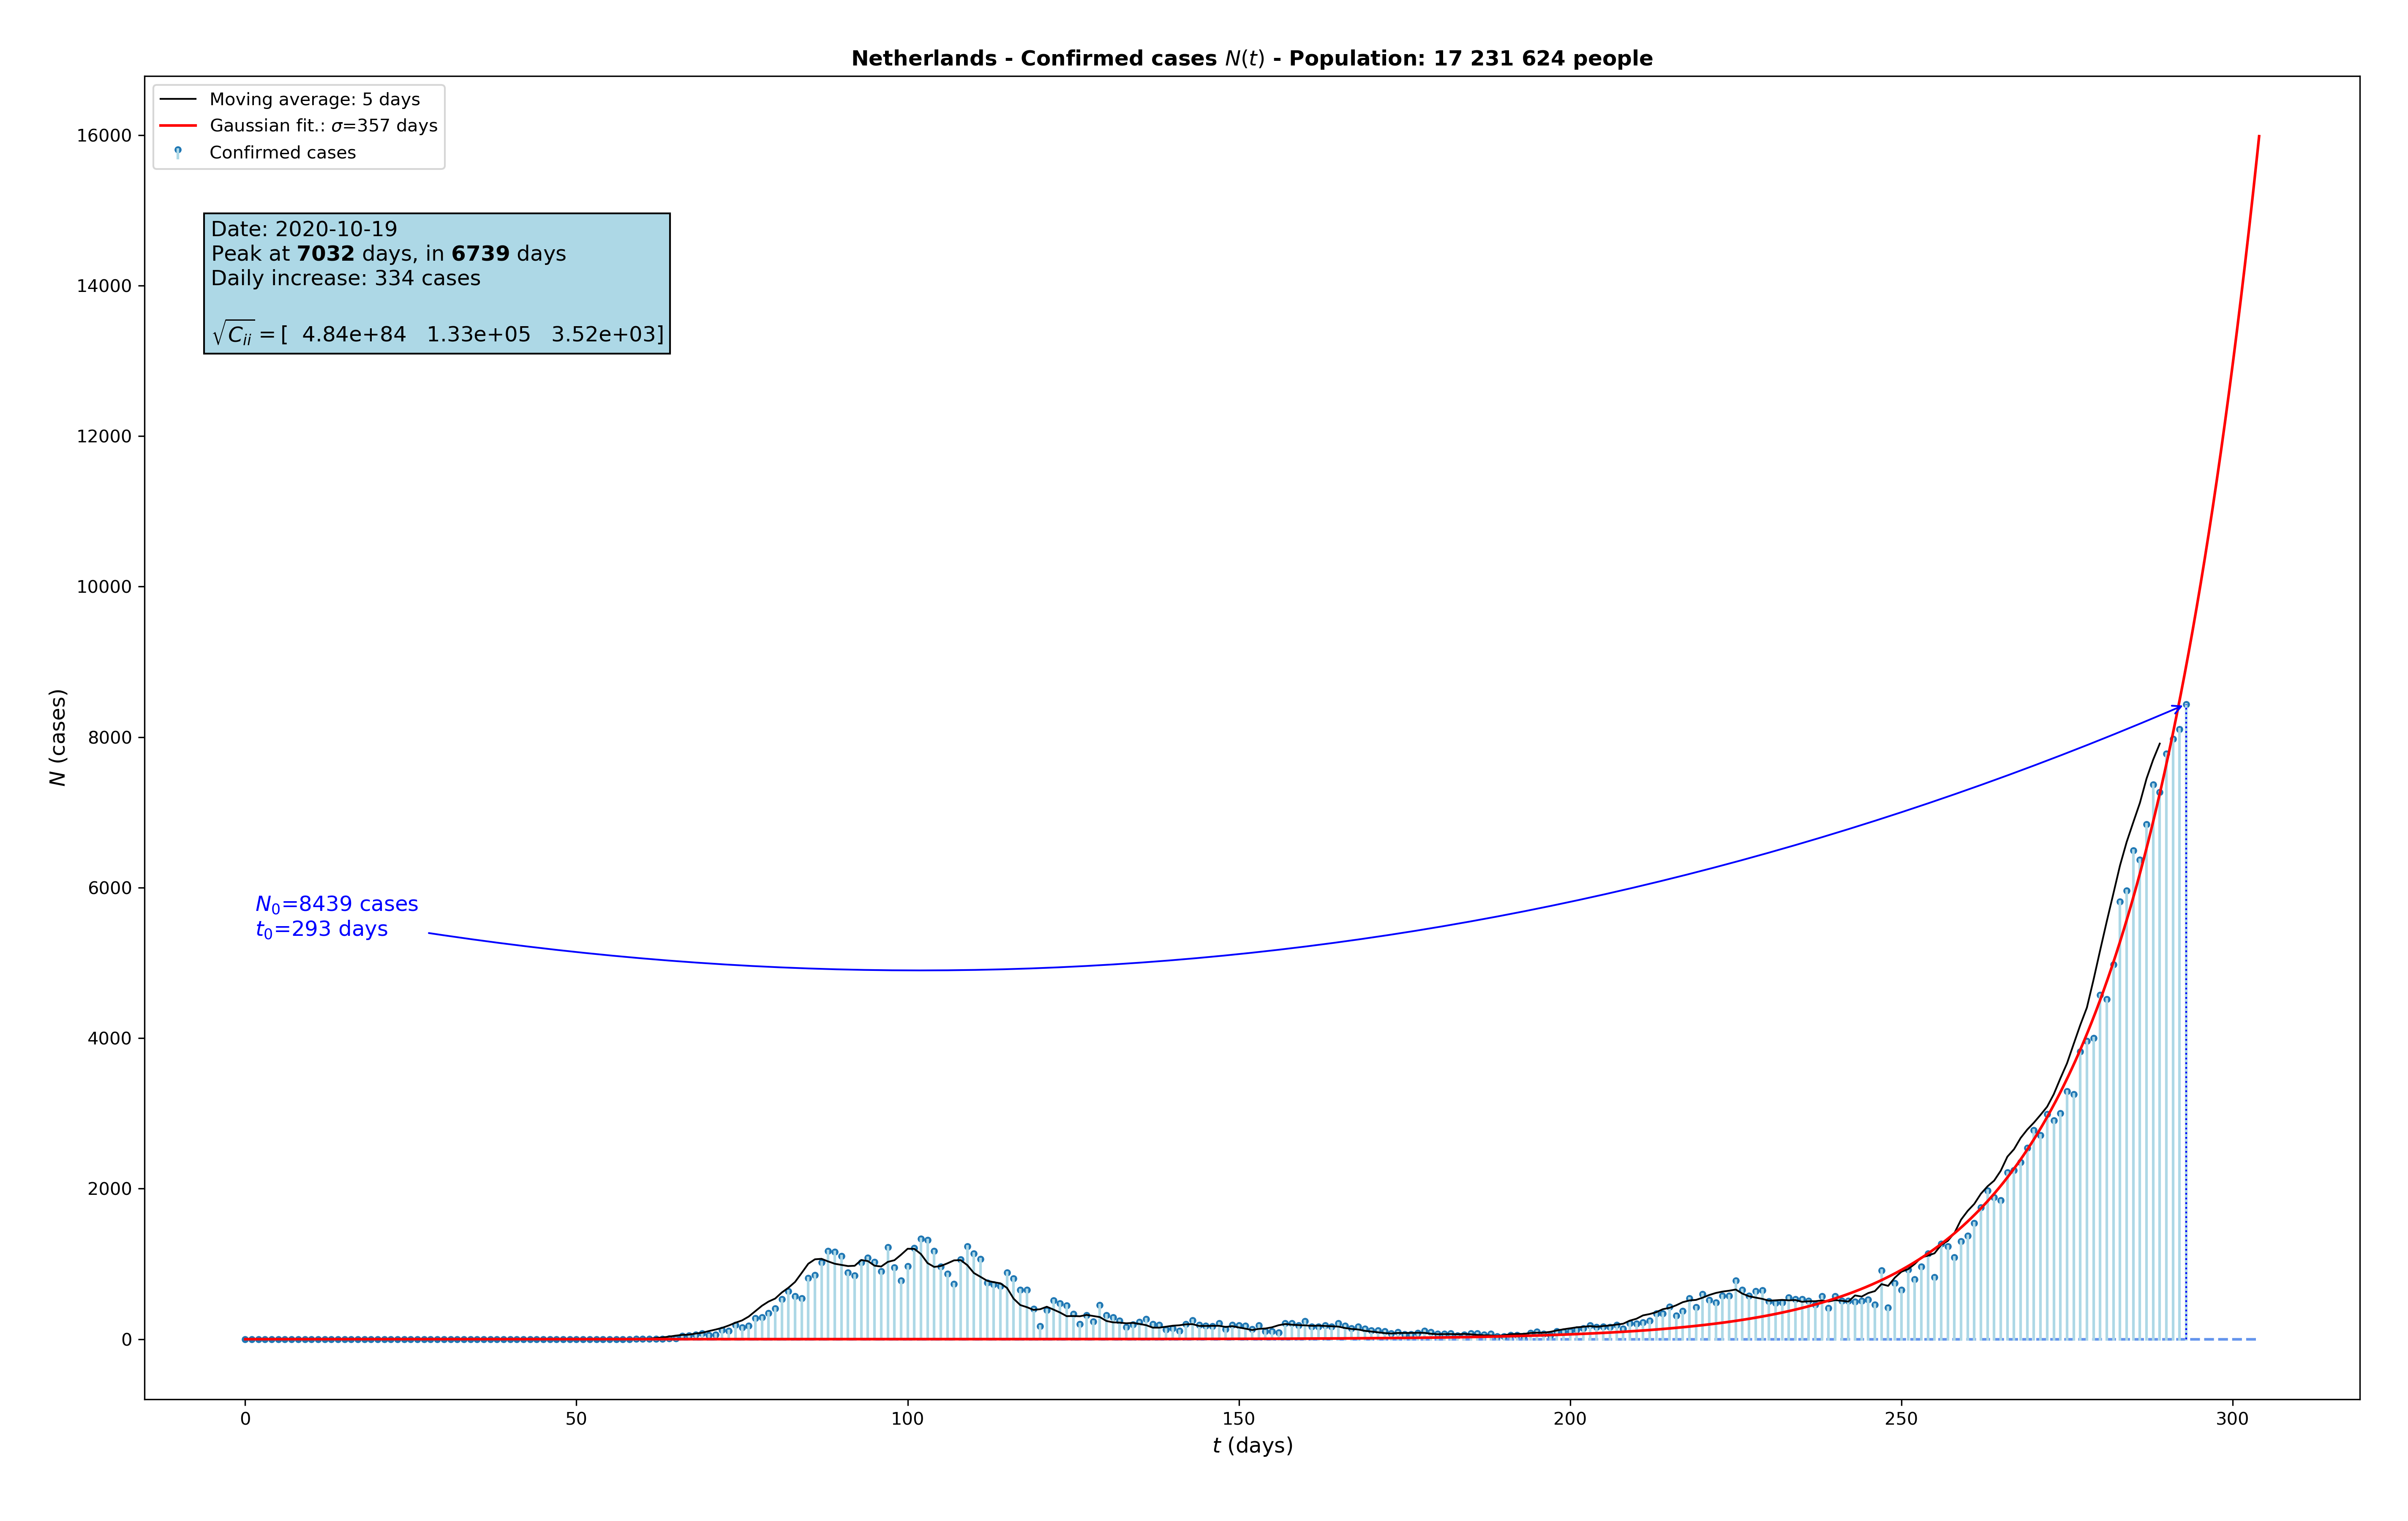 Netherlands - Confirmed cases N(t) - Population: 17 231 624 people
Moving average: 5 days
Gaussian fit.: σ=357 days
Confirmed cases
Date: 2020-10-19
Peak at 7032 days, in 6739 days
Daily increase: 334 cases
√C_ii = [ 4.84e+84 1.33e+05 3.52e+03]
N_0=8439 cases
t_0=293 days
N (cases)
16000
14000
12000
10000
8000
6000
4000
2000
0
0 50 100 150 200 250 300
t (days)